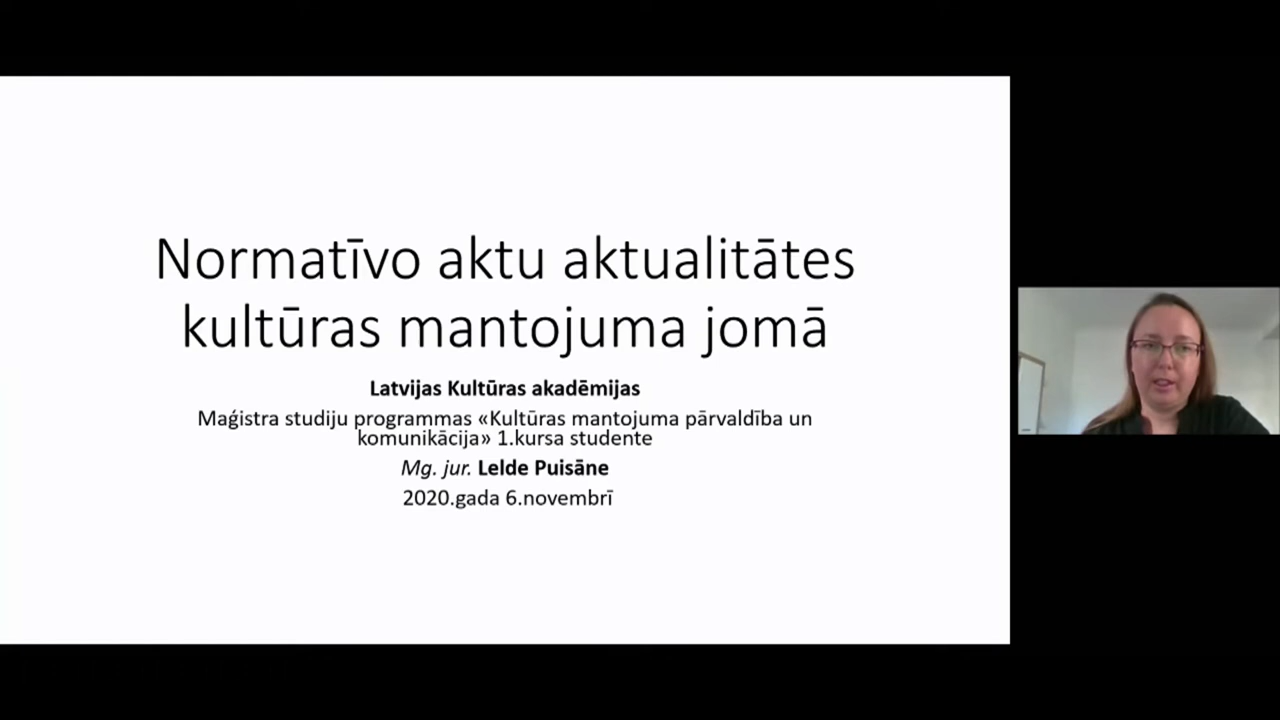 Normatīvo aktu aktualitātes
kultūras mantojuma jomā
Latvijas Kultūras akadēmijas
Maģistra studiju programmas «Kultūras mantojuma pārvaldība un
komunikācija» 1.kursa studente
Mg. jur. Lelde Puisāne
2020.gada 6.novembrī